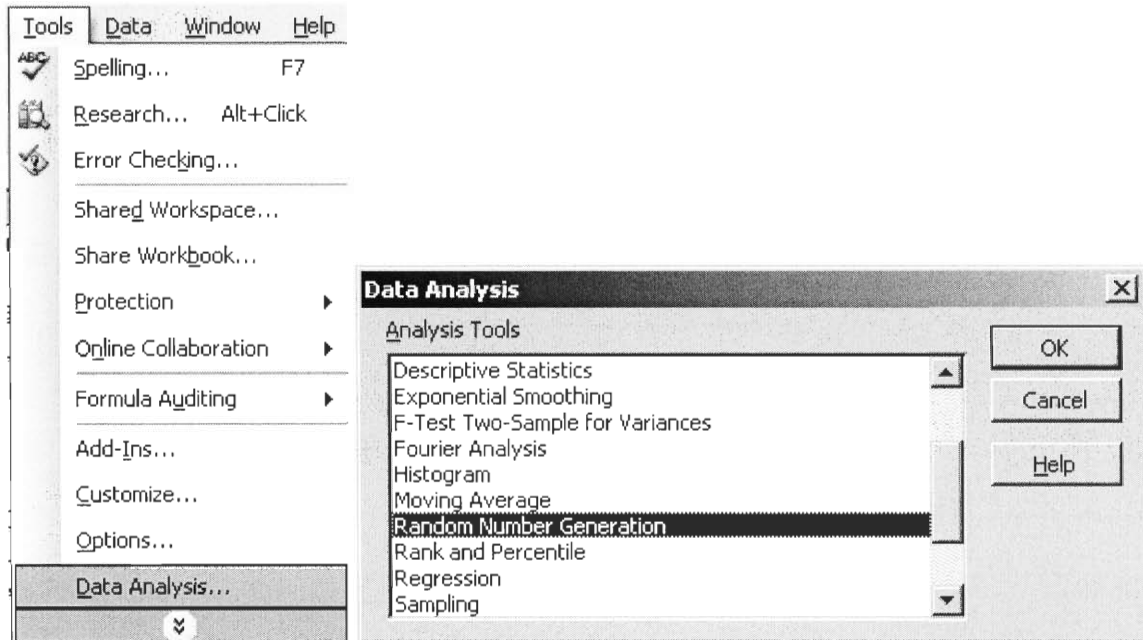 Tools Data Window Help
ABC
Spelling... F7
Research... Alt+Click
Error Checking...
Shared Workspace...
Share Workbook...
Protection
Online Collaboration
Formula Auditing
Add-Ins...
Customize...
Options...
Data Analysis...
Data Analysis
Analysis Tools
Descriptive Statistics
Exponential Smoothing
F-Test Two-Sample for Variances
Fourier Analysis
Histogram
Moving Average
Random Number Generation
Rank and Percentile
Regression
Sampling
OK
Cancel
Help